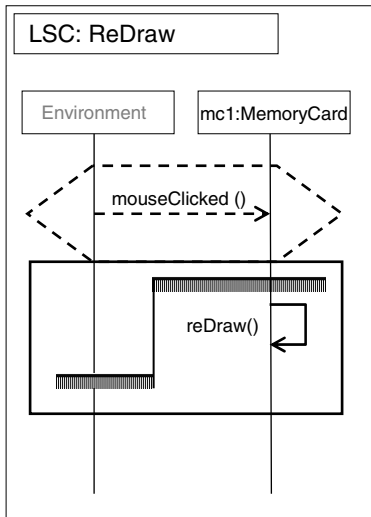 LSC: ReDraw
Environment
mc1:MemoryCard
mouseClicked ()
reDraw()